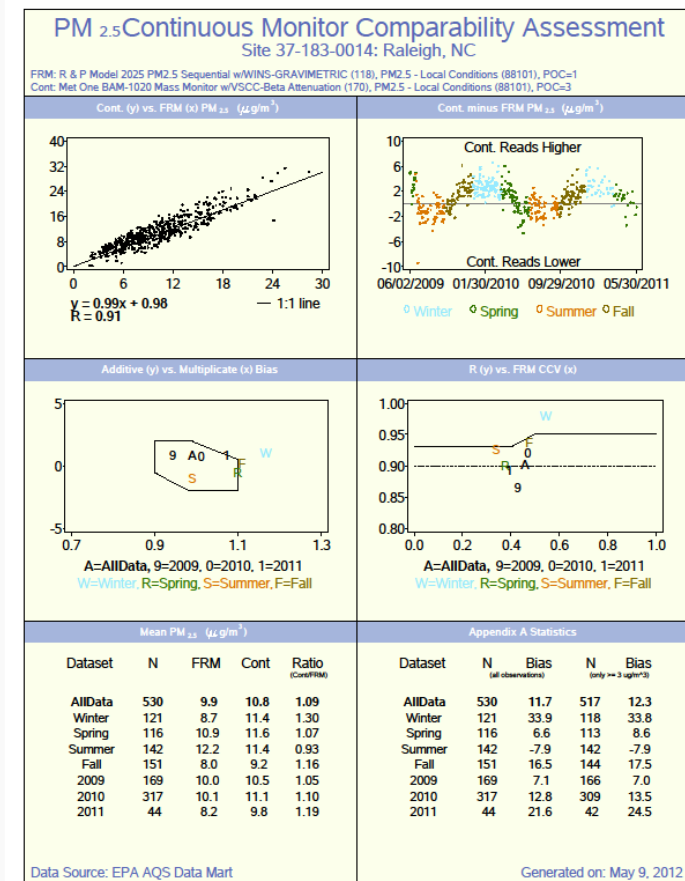 PM 2.5 Continuous Monitor Comparability Assessment
Site 37-183-0014: Raleigh, NC
FRM: R & P Model 2025 PM2.5 Sequential w/WINS-GRAVIMETRIC (118), PM2.5 - Local Conditions (88101), POC=1
Cont: Met One BAM-1020 Mass Monitor w/VSCC-Beta Attenuation (170), PM2.5 - Local Conditions (88101), POC=3
Cont. (y) vs. FRM (x) PM 2.5 (μg/m³)
40
32
24
16
8
0
0 6 12 18 24 30
y = 0.99x + 0.98
R = 0.91
— 1:1 line
Cont. minus FRM PM 2.5 (μg/m³)
10
6
2
-2
-6
-10
Cont. Reads Higher
Cont. Reads Lower
06/02/2009 01/30/2010 09/29/2010 05/30/2011
Winter Spring Summer Fall
Additive (y) vs. Multiplicate (x) Bias
5
0
-5
9 A 0 1 F W
S R
0.7 0.9 1.1 1.3
A=AllData, 9=2009, 0=2010, 1=2011
W=Winter, R=Spring, S=Summer, F=Fall
R (y) vs. FRM CCV (x)
1.00
0.95
0.90
0.85
0.80
W
F
S 0
R 1 A
9
0.0 0.2 0.4 0.6 0.8 1.0
A=AllData, 9=2009, 0=2010, 1=2011
W=Winter, R=Spring, S=Summer, F=Fall
Mean PM 2.5 (μg/m³)
Dataset N FRM Cont Ratio
(Cont/FRM)
AllData 530 9.9 10.8 1.09
Winter 121 8.7 11.4 1.30
Spring 116 10.9 11.6 1.07
Summer 142 12.2 11.4 0.93
Fall 151 8.0 9.2 1.16
2009 169 10.0 10.5 1.05
2010 317 10.1 11.1 1.10
2011 44 8.2 9.8 1.19
Appendix A Statistics
Dataset N Bias N Bias
(all observations) (only >= 3 ug/m^3)
AllData 530 11.7 517 12.3
Winter 121 33.9 118 33.8
Spring 116 6.6 113 8.6
Summer 142 -7.9 142 -7.9
Fall 151 16.5 144 17.5
2009 169 7.1 166 7.0
2010 317 12.8 309 13.5
2011 44 21.6 42 24.5
Data Source: EPA AQS Data Mart
Generated on: May 9, 2012